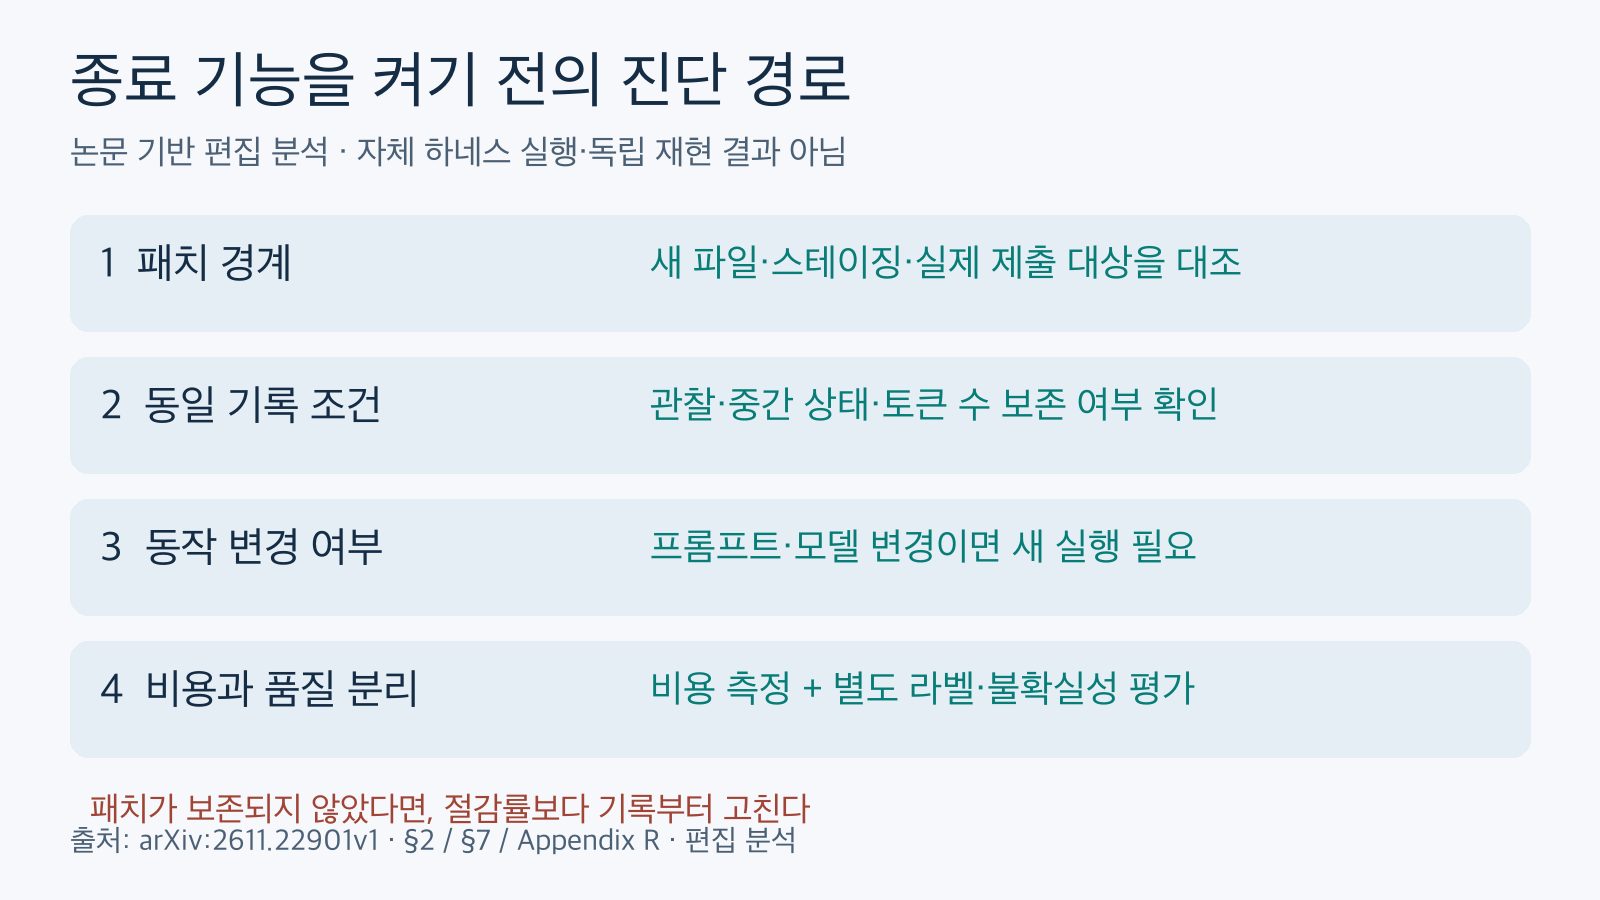 종료 기능을 켜기 전의 진단 경로
논문 기반 편집 분석 · 자체 하네스 실행·독립 재현 결과 아님
1 패치 경계
새 파일·스테이징·실제 제출 대상을 대조
2 동일 기록 조건
관찰·중간 상태·토큰 수 보존 여부 확인
3 동작 변경 여부
프롬프트·모델 변경이면 새 실행 필요
4 비용과 품질 분리
비용 측정 + 별도 라벨·불확실성 평가
패치가 보존되지 않았다면, 절감률보다 기록부터 고친다
출처: arXiv:2611.22901v1 · §2 / §7 / Appendix R · 편집 분석